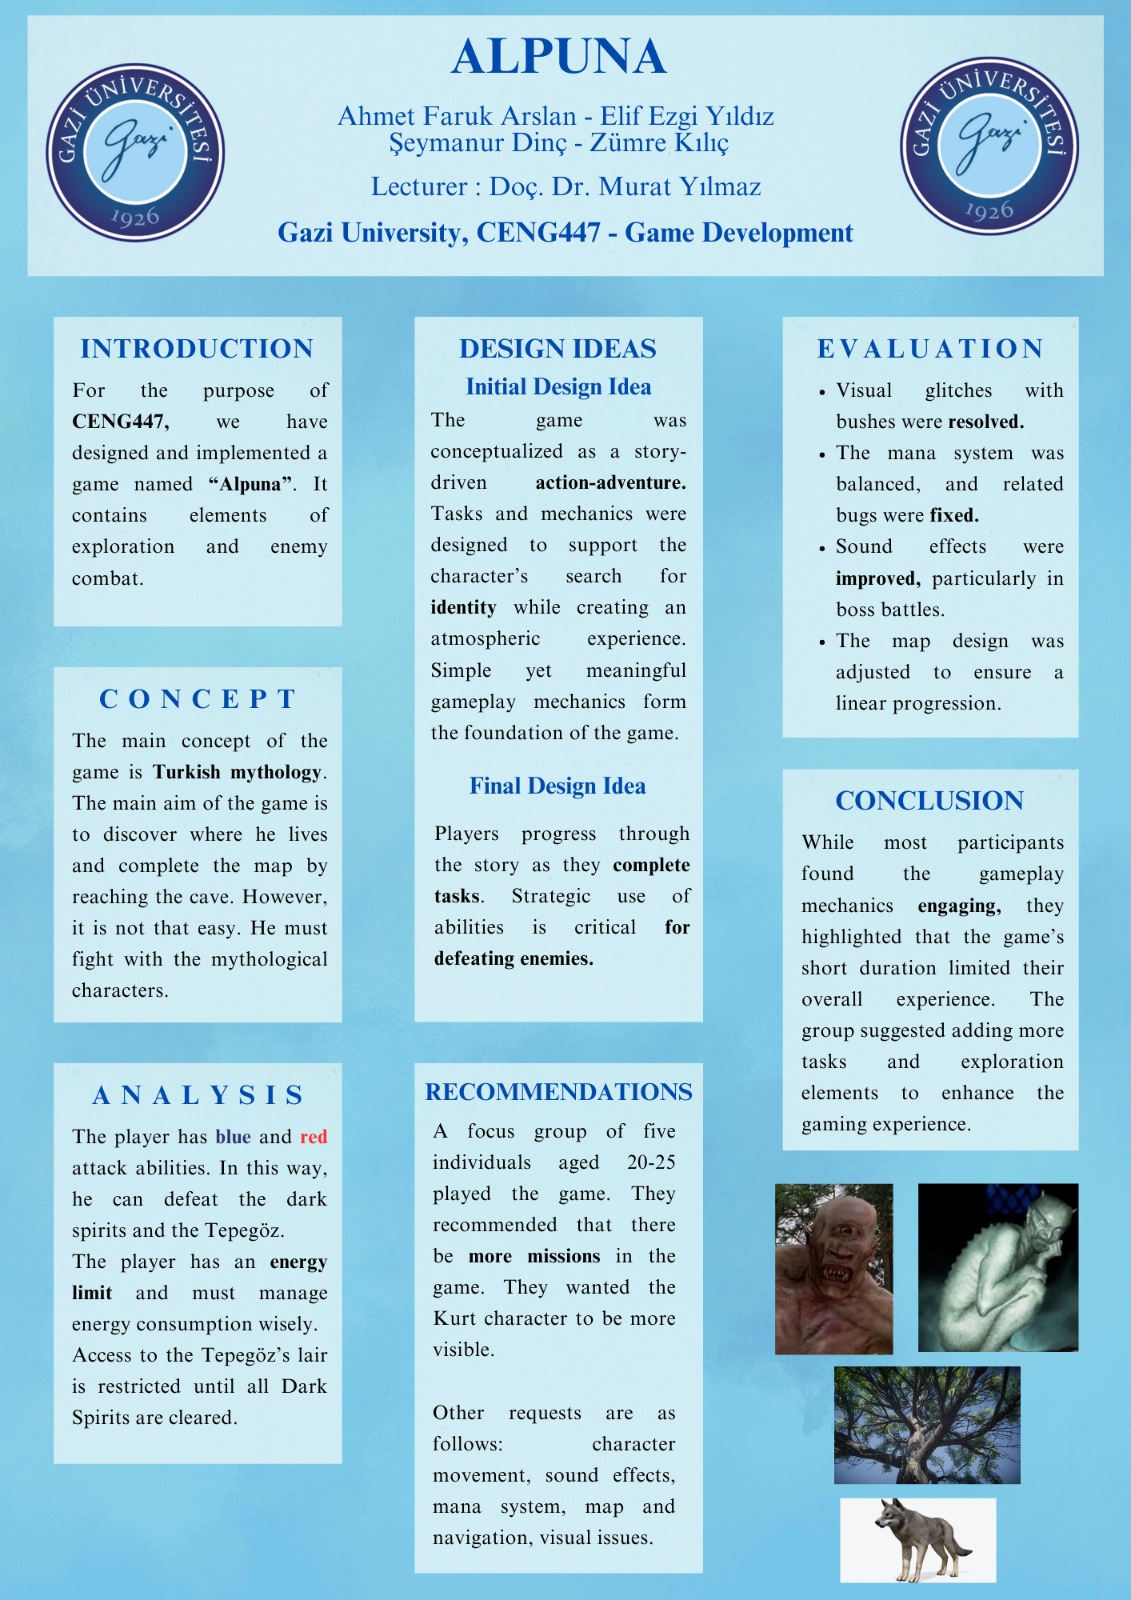 ALPUNA
Ahmet Faruk Arslan - Elif Ezgi Yıldız
Şeymanur Dinç - Zümre Kılıç
Lecturer : Doç. Dr. Murat Yılmaz
Gazi University, CENG447 - Game Development
GAZİ ÜNİVERSİTESİ
Gazi
1926
GAZİ ÜNİVERSİTESİ
Gazi
1926
INTRODUCTION
For the purpose of
CENG447, we have
designed and implemented a
game named “Alpuna”. It
contains elements of
exploration and enemy
combat.
CONCEPT
The main concept of the
game is Turkish mythology.
The main aim of the game is
to discover where he lives
and complete the map by
reaching the cave. However,
it is not that easy. He must
fight with the mythological
characters.
ANALYSIS
The player has blue and red
attack abilities. In this way,
he can defeat the dark
spirits and the Tepegöz.
The player has an energy
limit and must manage
energy consumption wisely.
Access to the Tepegöz’s lair
is restricted until all Dark
Spirits are cleared.
DESIGN IDEAS
Initial Design Idea
The game was
conceptualized as a story-
driven action-adventure.
Tasks and mechanics were
designed to support the
character’s search for
identity while creating an
atmospheric experience.
Simple yet meaningful
gameplay mechanics form
the foundation of the game.
Final Design Idea
Players progress through
the story as they complete
tasks. Strategic use of
abilities is critical for
defeating enemies.
RECOMMENDATIONS
A focus group of five
individuals aged 20-25
played the game. They
recommended that there
be more missions in the
game. They wanted the
Kurt character to be more
visible.
Other requests are as
follows: character
movement, sound effects,
mana system, map and
navigation, visual issues.
EVALUATION
• Visual glitches with
bushes were resolved.
• The mana system was
balanced, and related
bugs were fixed.
• Sound effects were
improved, particularly in
boss battles.
• The map design was
adjusted to ensure a
linear progression.
CONCLUSION
While most participants
found the gameplay
mechanics engaging, they
highlighted that the game’s
short duration limited their
overall experience. The
group suggested adding more
tasks and exploration
elements to enhance the
gaming experience.